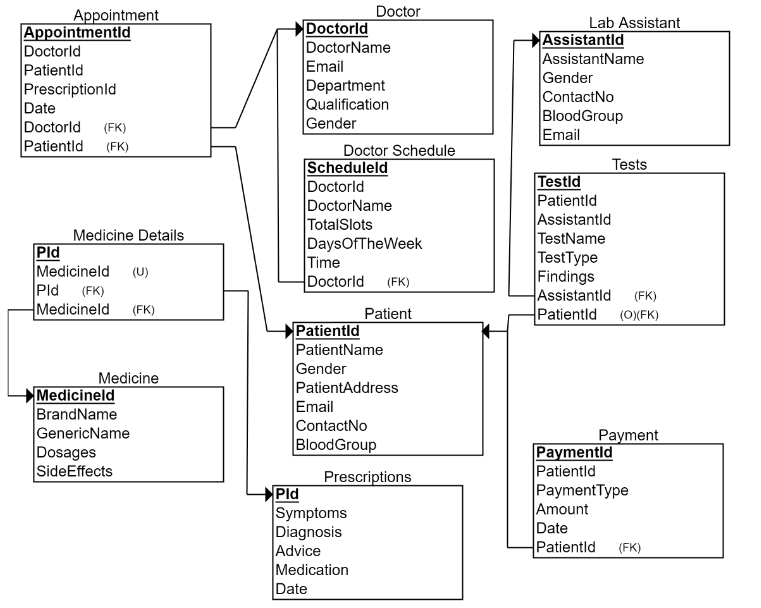 Appointment
AppointmentId
DoctorId
PatientId
PrescriptionId
Date
DoctorId (FK)
PatientId (FK)
Doctor
DoctorId
DoctorName
Email
Department
Qualification
Gender
Lab Assistant
AssistantId
AssistantName
Gender
ContactNo
BloodGroup
Email
Doctor Schedule
ScheduleId
DoctorId
DoctorName
TotalSlots
DaysOfTheWeek
Time
DoctorId (FK)
Tests
TestId
PatientId
AssistantId
TestName
TestType
Findings
AssistantId (FK)
PatientId (O)(FK)
Medicine Details
PId
MedicineId (U)
PId (FK)
MedicineId (FK)
Patient
PatientId
PatientName
Gender
PatientAddress
Email
ContactNo
BloodGroup
Medicine
MedicineId
BrandName
GenericName
Dosages
SideEffects
Payment
PaymentId
PatientId
PaymentType
Amount
Date
PatientId (FK)
Prescriptions
PId
Symptoms
Diagnosis
Advice
Medication
Date